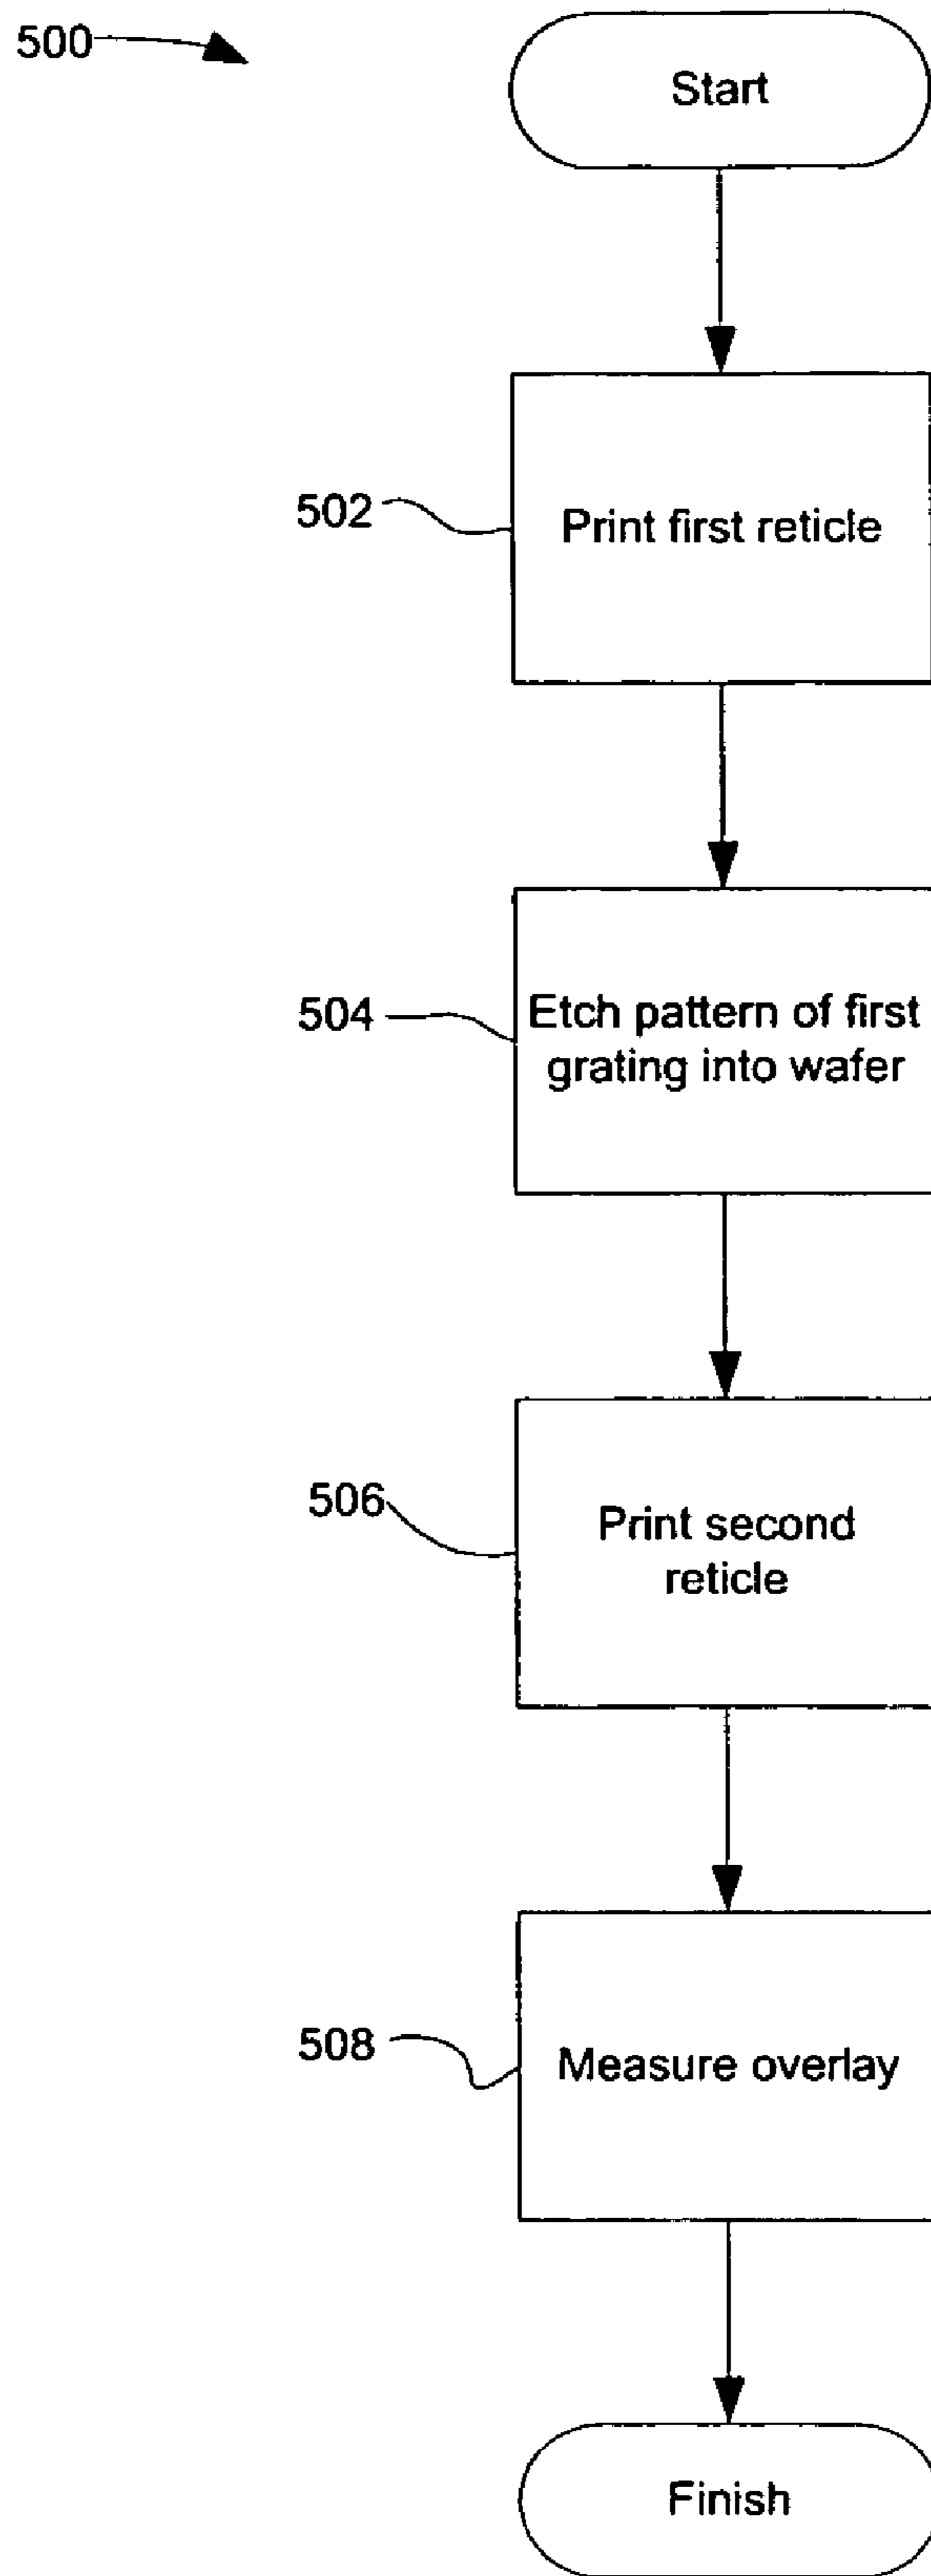 500
Start
502
Print first reticle
504
Etch pattern of first
grating into wafer
506
Print second
reticle
508
Measure overlay
Finish